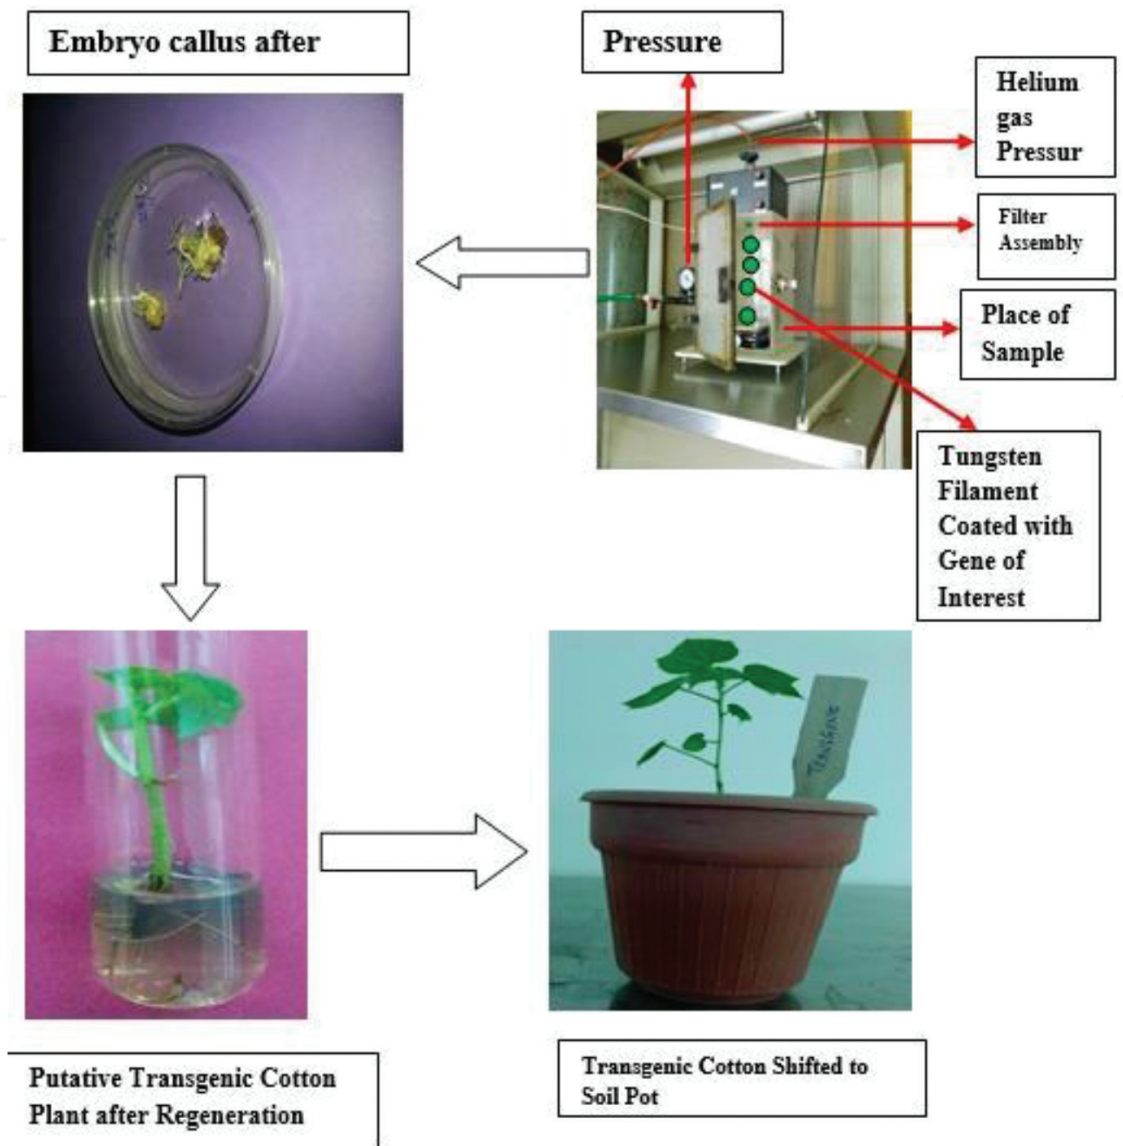 Embryo callus after
Pressure
Helium
gas
Pressur
Filter
Assembly
Place of
Sample
Tungsten
Filament
Coated with
Gene of
Interest
Transgenic
Putative Transgenic Cotton
Plant after Regeneration
Transgenic Cotton Shifted to
Soil Pot